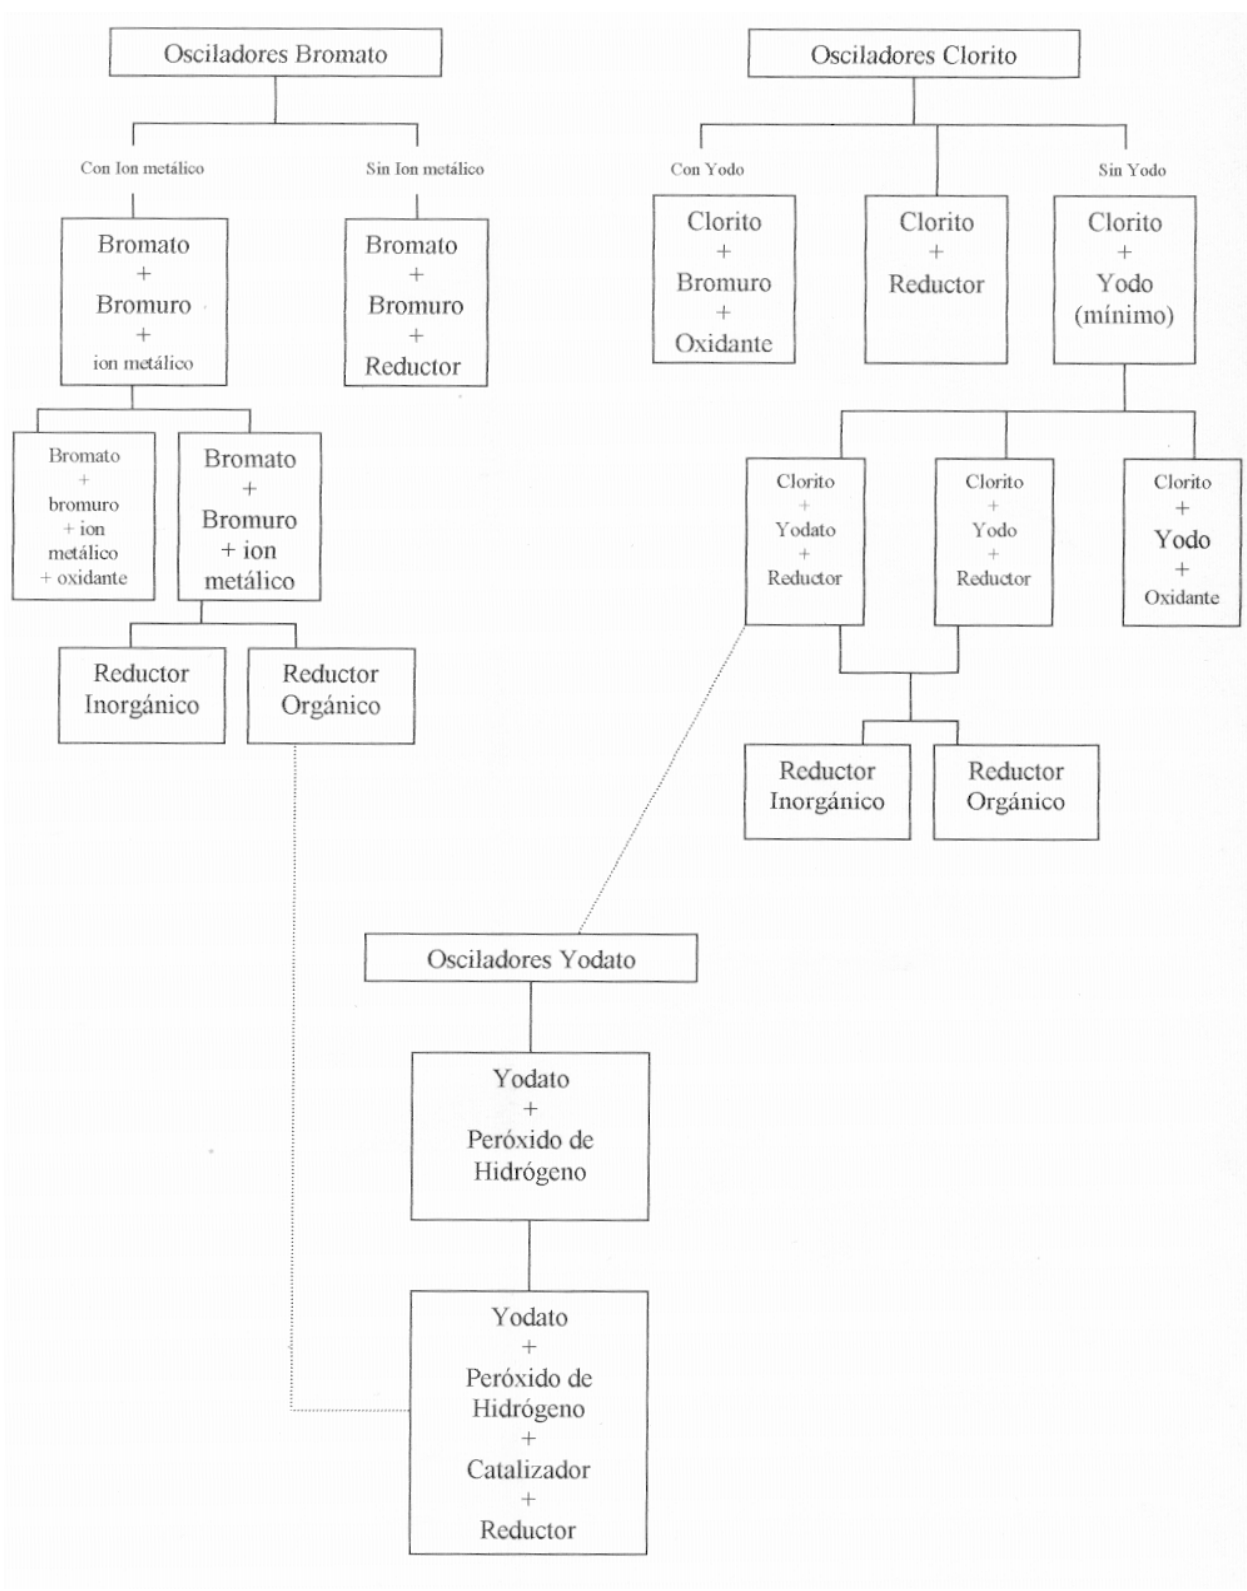 Osciladores Bromato
Con Ion metálico
Sin Ion metálico
Bromato
+
Bromuro
+
ion metálico
Bromato
+
Bromuro
+
Reductor
Bromato
+
bromuro
+ ion
metálico
+ oxidante
Bromato
+
Bromuro
+ ion
metálico
Reductor
Inorgánico
Reductor
Orgánico
Osciladores Clorito
Con Yodo
Sin Yodo
Clorito
+
Bromuro
+
Oxidante
Clorito
+
Reductor
Clorito
+
Yodo
(mínimo)
Clorito
+
Yodato
+
Reductor
Clorito
+
Yodo
+
Reductor
Clorito
+
Yodo
+
Oxidante
Reductor
Inorgánico
Reductor
Orgánico
Osciladores Yodato
Yodato
+
Peróxido de
Hidrógeno
Yodato
+
Peróxido de
Hidrógeno
+
Catalizador
+
Reductor